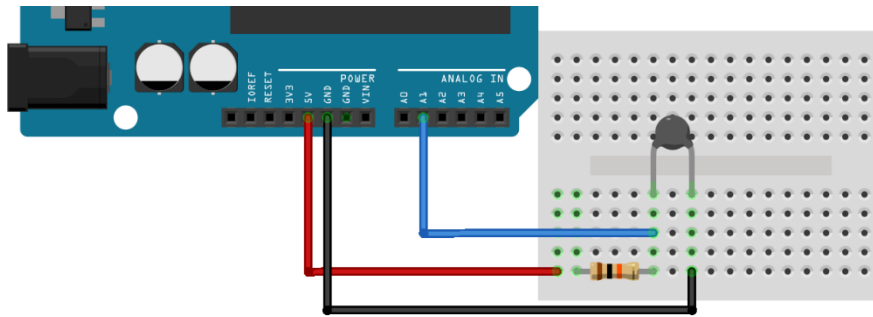 POWER
ANALOG IN
IOREF
RESET
3V3
5V
GND
GND
VIN
A0
A1
A2
A3
A4
A5